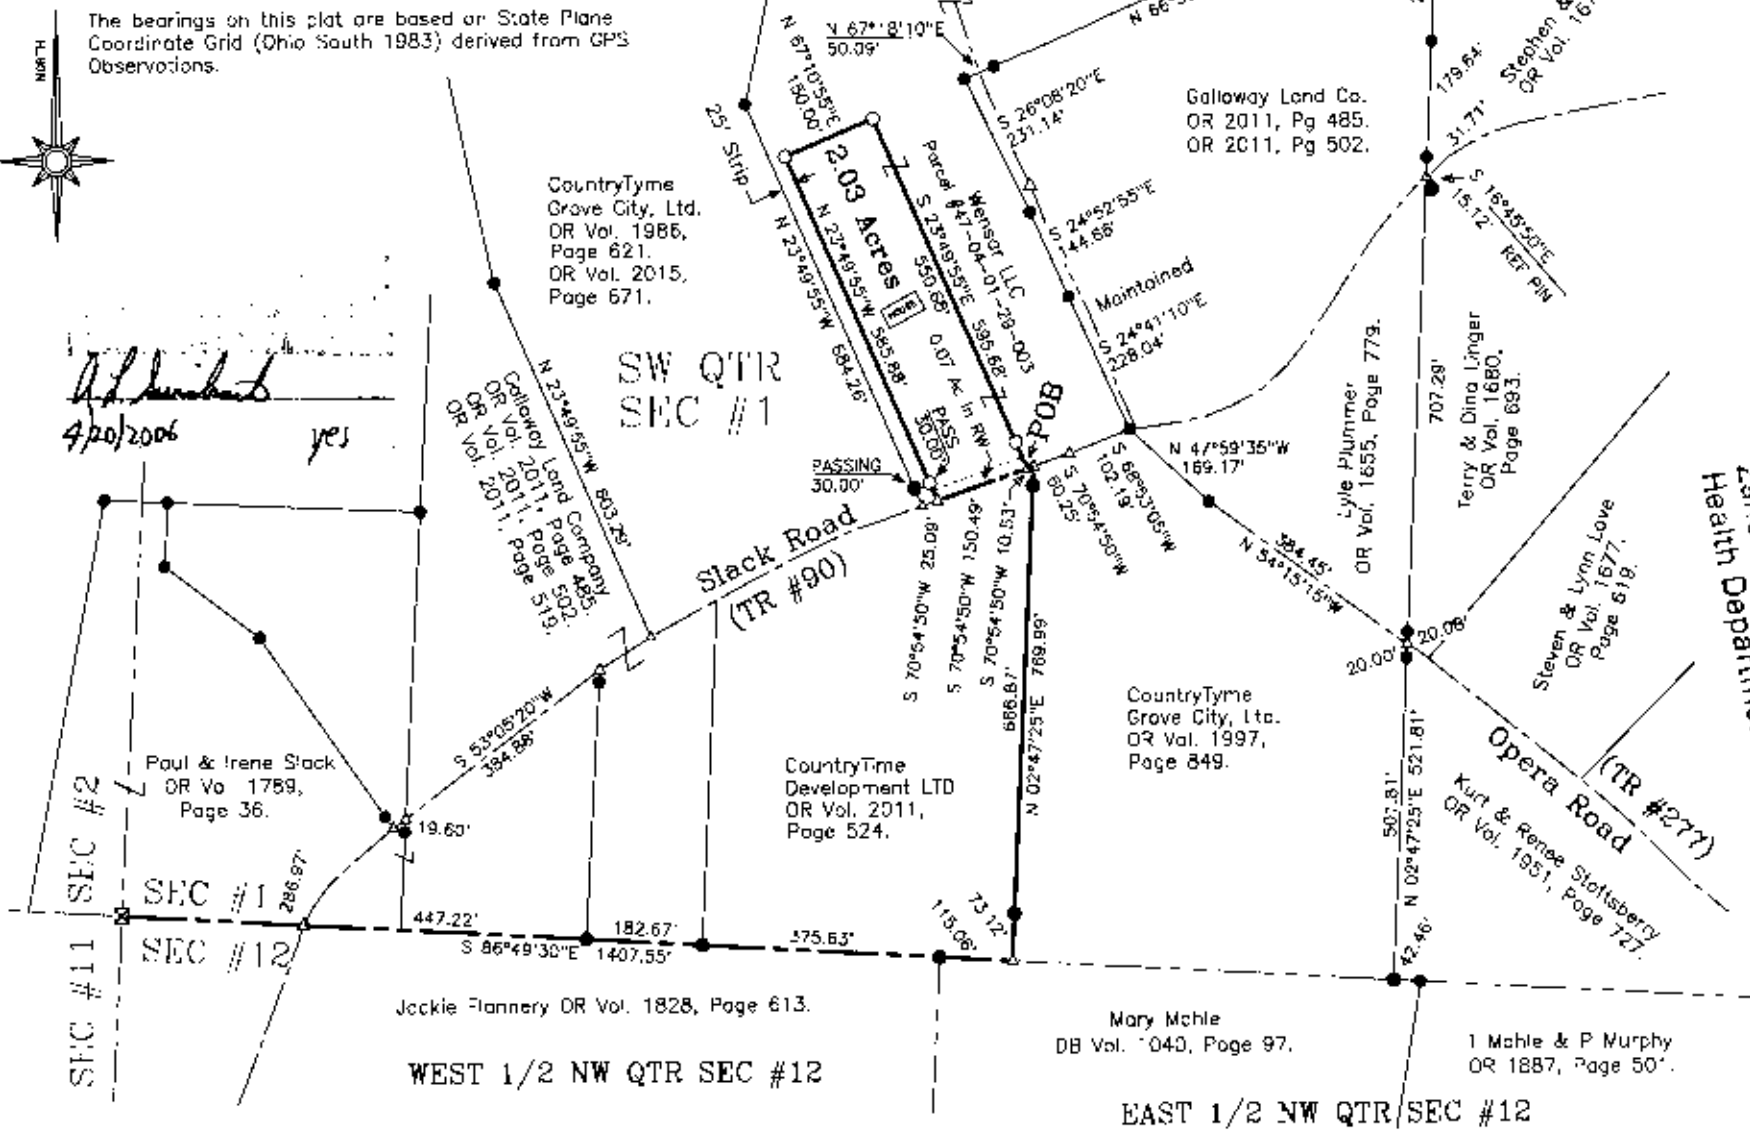 The bearings on this plat are based on State Plane
Coordinate Grid (Ohio South 1983) derived from GPS
Observations.
NORTH
N 67°18'10"E
50.09'
N 67°10'55"E
150.00'
25' Strip
S 26°08'20"E
231.14'
Galloway Land Co.
OR 2011, Pg 485.
OR 2011, Pg 502.
179.64'
Stephen &
31.71'
S 16°45'50"E
15.12' REF PIN
CountryTyme
Grove City, Ltd.
OR Vol. 1986,
Page 621.
OR Vol. 2015,
Page 671.
2.03 Acres
N 23°49'55"W 585.88'
N 23°49'55"W 684.26'
S 23°49'55"E 595.68'
550.68'
Wensar LLC
Parcel #47-04-01-29-003
0.07 Ac in RW
S 24°52'55"E
144.66'
Maintained
S 24°41'10"E
328.04'
4/20/2006
yes
SW QTR
SEC #1
N 23°49'55"W 803.29'
Galloway Land Company
OR Vol. 2011, Page 485.
OR Vol. 2011, Page 502.
OR Vol. 2011, Page 519.
PASS
30.00'
POB
PASSING
30.00'
Slack Road
(TR #90)
S 70°54'50"W 25.09'
S 70°54'50"W 150.49'
S 70°54'50"W 10.53'
S 70°54'50"W
60.25'
S 68°53'05"W
102.19'
N 47°59'35"W
169.17'
384.45'
N 54°15'15"W
Lyle Plummer
OR Vol. 1655, Page 779.
707.29'
Terry & Dina Unger
OR Vol. 1680,
Page 693.
Steven & Lynn Love
OR Vol. 1677,
Page 619.
Health Departme
20.08'
20.00'
S 53°05'20"W
384.88'
Paul & Irene Slack
OR Vo 1789,
Page 36.
19.60'
286.97'
CountryTime
Development LTD
OR Vol. 2011,
Page 524.
666.87'
N 02°47'25"E 769.99'
CountryTyme
Grove City, Ltd.
OR Vol. 1997,
Page 849.
501.81'
N 02°47'25"E 521.81'
Opera Road
(TR #277)
Kurt & Renee Stoltsberry
OR Vol. 1951, Page 727.
SEC #2
SEC #11
SEC #1
SEC #12
447.22'
182.67'
375.63'
S 86°49'30"E 1407.55'
115.06'
73.12'
42.46'
Jackie Flannery OR Vol. 1828, Page 613.
Mary Mohle
DB Vol. 1040, Page 97.
Mohle & P Murphy
OR 1887, Page 501.
WEST 1/2 NW QTR SEC #12
EAST 1/2 NW QTR SEC #12